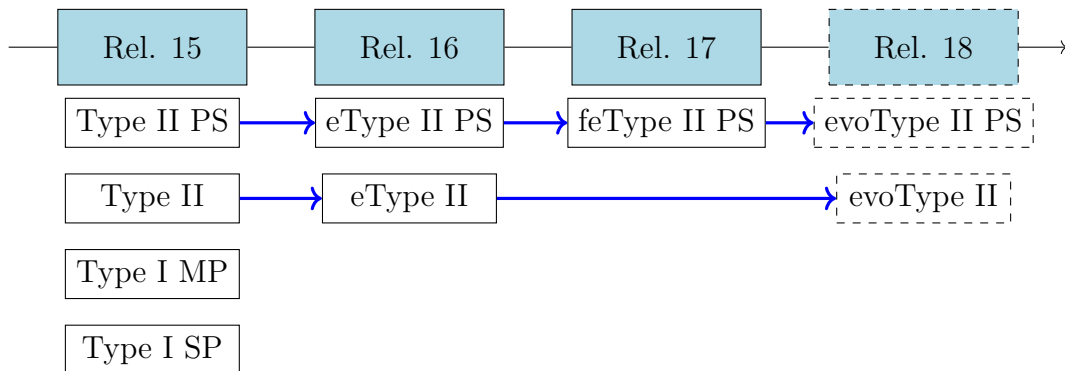 Rel. 15 Rel. 16 Rel. 17 Rel. 18
Type II PS eType II PS feType II PS evoType II PS
Type II eType II evoType II
Type I MP
Type I SP